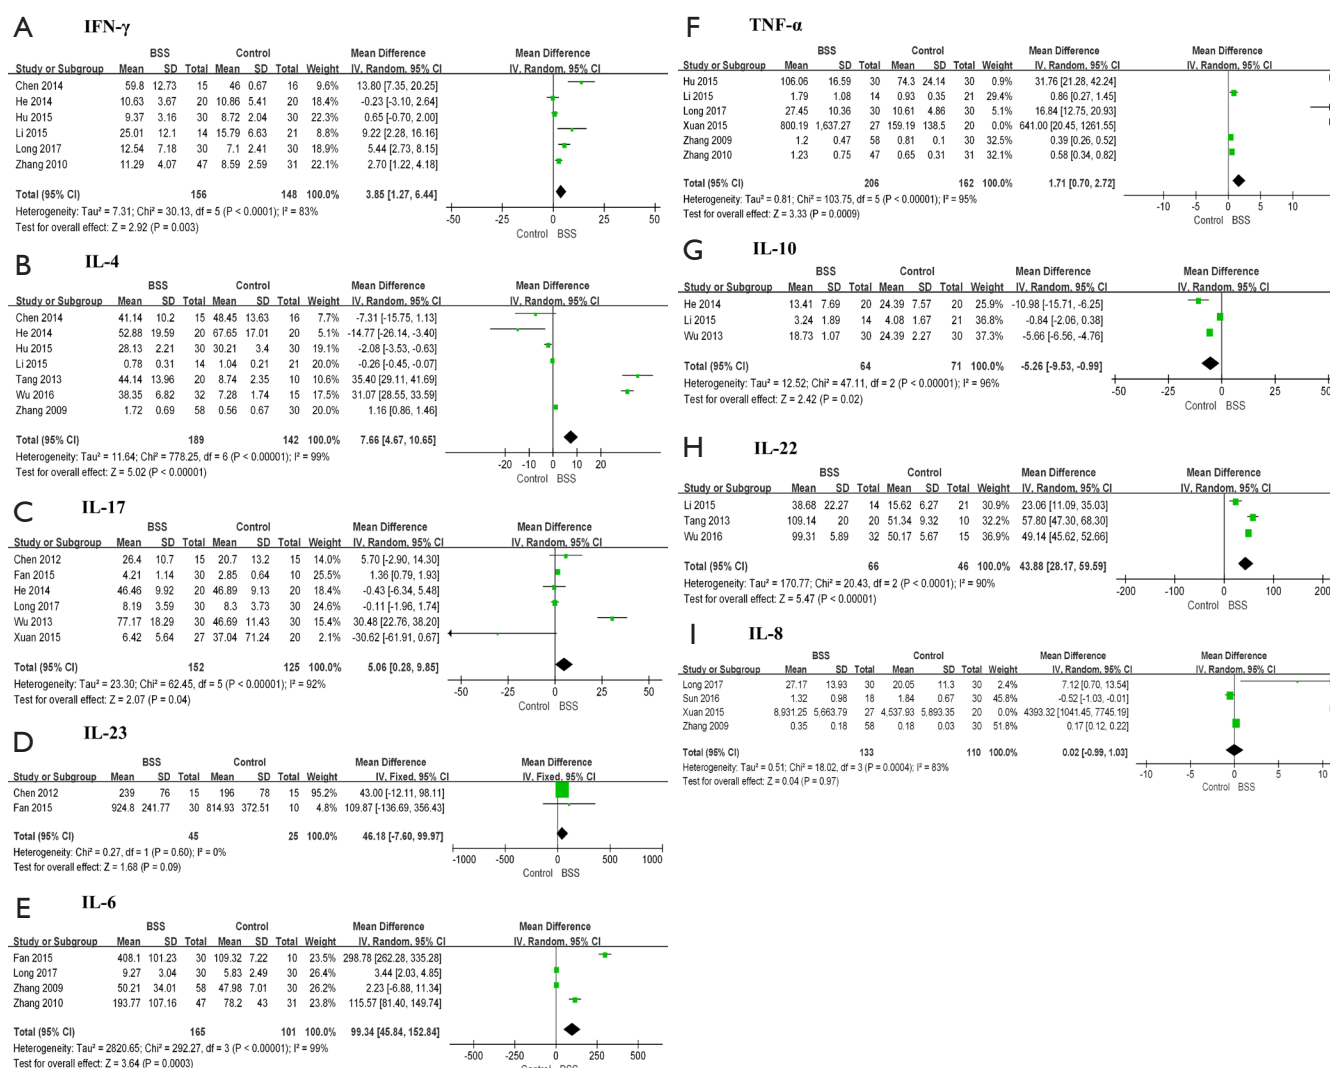 A IFN-γ
BSS Control Mean Difference Mean Difference
Study or Subgroup Mean SD Total Mean SD Total Weight IV, Random, 95% CI IV, Random, 95% CI
Chen 2014 59.8 12.73 15 46 0.67 16 9.6% 13.80 [7.35, 20.25]
He 2014 10.63 3.67 20 10.86 5.41 20 18.4% -0.23 [-3.10, 2.64]
Hu 2015 9.37 3.16 30 8.72 2.04 30 22.3% 0.65 [-0.70, 2.00]
Li 2015 25.01 12.1 14 15.79 6.63 21 8.8% 9.22 [2.28, 16.16]
Long 2017 12.54 7.18 30 7.1 2.41 30 18.9% 5.44 [2.73, 8.15]
Zhang 2010 11.29 4.07 47 8.59 2.59 31 22.1% 2.70 [1.22, 4.18]
Total (95% CI) 156 148 100.0% 3.85 [1.27, 6.44]
Heterogeneity: Tau² = 7.31; Chi² = 30.13, df = 5 (P < 0.0001); I² = 83%
Test for overall effect: Z = 2.92 (P = 0.003)
-50 -25 0 25 50
Control BSS
B IL-4
BSS Control Mean Difference Mean Difference
Study or Subgroup Mean SD Total Mean SD Total Weight IV, Random, 95% CI IV, Random, 95% CI
Chen 2014 41.14 10.2 15 48.45 13.63 16 7.7% -7.31 [-15.75, 1.13]
He 2014 52.88 19.59 20 67.65 17.01 20 5.1% -14.77 [-26.14, -3.40]
Hu 2015 28.13 2.21 30 30.21 3.4 30 19.1% -2.08 [-3.53, -0.63]
Li 2015 0.78 0.31 14 1.04 0.21 21 20.1% -0.26 [-0.45, -0.07]
Tang 2013 44.14 13.96 20 8.74 2.35 10 10.6% 35.40 [29.11, 41.69]
Wu 2016 38.35 6.82 32 7.28 1.74 15 17.5% 31.07 [28.55, 33.59]
Zhang 2009 1.72 0.69 58 0.56 0.67 30 20.0% 1.16 [0.86, 1.46]
Total (95% CI) 189 142 100.0% 7.66 [4.67, 10.65]
Heterogeneity: Tau² = 11.64; Chi² = 778.25, df = 6 (P < 0.00001); I² = 99%
Test for overall effect: Z = 5.02 (P < 0.00001)
-20 -10 0 10 20
Control BSS
C IL-17
BSS Control Mean Difference Mean Difference
Study or Subgroup Mean SD Total Mean SD Total Weight IV, Random, 95% CI IV, Random, 95% CI
Chen 2012 26.4 10.7 15 20.7 13.2 15 14.0% 5.70 [-2.90, 14.30]
Fan 2015 4.21 1.14 30 2.85 0.64 10 25.5% 1.36 [0.79, 1.93]
He 2014 46.46 9.92 20 46.89 9.13 20 18.4% -0.43 [-6.34, 5.48]
Long 2017 8.19 3.59 30 8.3 3.73 30 24.6% -0.11 [-1.96, 1.74]
Wu 2013 77.17 18.29 30 46.69 11.43 30 15.4% 30.48 [22.76, 38.20]
Xuan 2015 6.42 5.64 27 37.04 71.24 20 2.1% -30.62 [-61.91, 0.67]
Total (95% CI) 152 125 100.0% 5.06 [0.28, 9.85]
Heterogeneity: Tau² = 23.30; Chi² = 62.45, df = 5 (P < 0.00001); I² = 92%
Test for overall effect: Z = 2.07 (P = 0.04)
-50 -25 0 25 50
Control BSS
D IL-23
BSS Control Mean Difference Mean Difference
Study or Subgroup Mean SD Total Mean SD Total Weight IV, Fixed, 95% CI IV, Fixed, 95% CI
Chen 2012 239 76 15 196 78 15 95.2% 43.00 [-12.11, 98.11]
Fan 2015 924.8 241.77 30 814.93 372.51 10 4.8% 109.87 [-136.69, 356.43]
Total (95% CI) 45 25 100.0% 46.18 [-7.60, 99.97]
Heterogeneity: Chi² = 0.27, df = 1 (P = 0.60); I² = 0%
Test for overall effect: Z = 1.68 (P = 0.09)
-1000 -500 0 500 1000
Control BSS
E IL-6
BSS Control Mean Difference Mean Difference
Study or Subgroup Mean SD Total Mean SD Total Weight IV, Random, 95% CI IV, Random, 95% CI
Fan 2015 408.1 101.23 30 109.32 7.22 10 23.5% 298.78 [262.28, 335.28]
Long 2017 9.27 3.04 30 5.83 2.49 30 26.4% 3.44 [2.03, 4.85]
Zhang 2009 50.21 34.01 58 47.98 7.01 30 26.2% 2.23 [-6.88, 11.34]
Zhang 2010 193.77 107.16 47 78.2 43 31 23.8% 115.57 [81.40, 149.74]
Total (95% CI) 165 101 100.0% 99.34 [45.84, 152.84]
Heterogeneity: Tau² = 2820.65; Chi² = 292.27, df = 3 (P < 0.00001); I² = 99%
Test for overall effect: Z = 3.64 (P = 0.0003)
-500 -250 0 250 500
Control BSS
F TNF-α
BSS Control Mean Difference Mean Difference
Study or Subgroup Mean SD Total Mean SD Total Weight IV, Random, 95% CI IV, Random, 95% CI
Hu 2015 106.06 16.59 30 74.3 24.14 30 0.9% 31.76 [21.28, 42.24]
Li 2015 1.79 1.08 14 0.93 0.35 21 29.4% 0.86 [0.27, 1.45]
Long 2017 27.45 10.36 30 10.61 4.86 30 5.1% 16.84 [12.75, 20.93]
Xuan 2015 800.19 1,637.27 27 159.19 138.5 20 0.0% 641.00 [20.45, 1261.55]
Zhang 2009 1.2 0.47 58 0.81 0.1 30 32.5% 0.39 [0.26, 0.52]
Zhang 2010 1.23 0.75 47 0.65 0.31 31 32.1% 0.58 [0.34, 0.82]
Total (95% CI) 206 162 100.0% 1.71 [0.70, 2.72]
Heterogeneity: Tau² = 0.81; Chi² = 103.75, df = 5 (P < 0.00001); I² = 95%
Test for overall effect: Z = 3.33 (P = 0.0009)
-10 -5 0 5 10
Control BSS
G IL-10
BSS Control Mean Difference Mean Difference
Study or Subgroup Mean SD Total Mean SD Total Weight IV, Random, 95% CI IV, Random, 95% CI
He 2014 13.41 7.69 20 24.39 7.57 20 25.9% -10.98 [-15.71, -6.25]
Li 2015 3.24 1.89 14 4.08 1.67 21 36.8% -0.84 [-2.06, 0.38]
Wu 2013 18.73 1.07 30 24.39 2.27 30 37.3% -5.66 [-6.56, -4.76]
Total (95% CI) 64 71 100.0% -5.26 [-9.53, -0.99]
Heterogeneity: Tau² = 12.52; Chi² = 47.11, df = 2 (P < 0.00001); I² = 96%
Test for overall effect: Z = 2.42 (P = 0.02)
-50 -25 0 25 50
Control BSS
H IL-22
BSS Control Mean Difference Mean Difference
Study or Subgroup Mean SD Total Mean SD Total Weight IV, Random, 95% CI IV, Random, 95% CI
Li 2015 38.68 22.27 14 15.62 6.27 21 30.9% 23.06 [11.09, 35.03]
Tang 2013 109.14 20 20 51.34 9.32 10 32.2% 57.80 [47.30, 68.30]
Wu 2016 99.31 5.89 32 50.17 5.67 15 36.9% 49.14 [45.62, 52.66]
Total (95% CI) 66 46 100.0% 43.88 [28.17, 59.59]
Heterogeneity: Tau² = 170.77; Chi² = 20.43, df = 2 (P < 0.0001); I² = 90%
Test for overall effect: Z = 5.47 (P < 0.00001)
-200 -100 0 100 200
Control BSS
I IL-8
BSS Control Mean Difference Mean Difference
Study or Subgroup Mean SD Total Mean SD Total Weight IV, Random, 95% CI IV, Random, 95% CI
Long 2017 27.17 13.93 30 20.05 11.3 30 2.4% 7.12 [0.70, 13.54]
Sun 2016 1.32 0.98 18 1.84 0.67 30 45.8% -0.52 [-1.03, -0.01]
Xuan 2015 8,931.25 5,663.79 27 4,537.93 5,893.35 20 0.0% 4393.32 [1041.45, 7745.19]
Zhang 2009 0.35 0.18 58 0.18 0.03 30 51.8% 0.17 [0.12, 0.22]
Total (95% CI) 133 110 100.0% 0.02 [-0.99, 1.03]
Heterogeneity: Tau² = 0.51; Chi² = 18.02, df = 3 (P = 0.0004); I² = 83%
Test for overall effect: Z = 0.04 (P = 0.97)
-10 -5 0 5 10
Control BSS